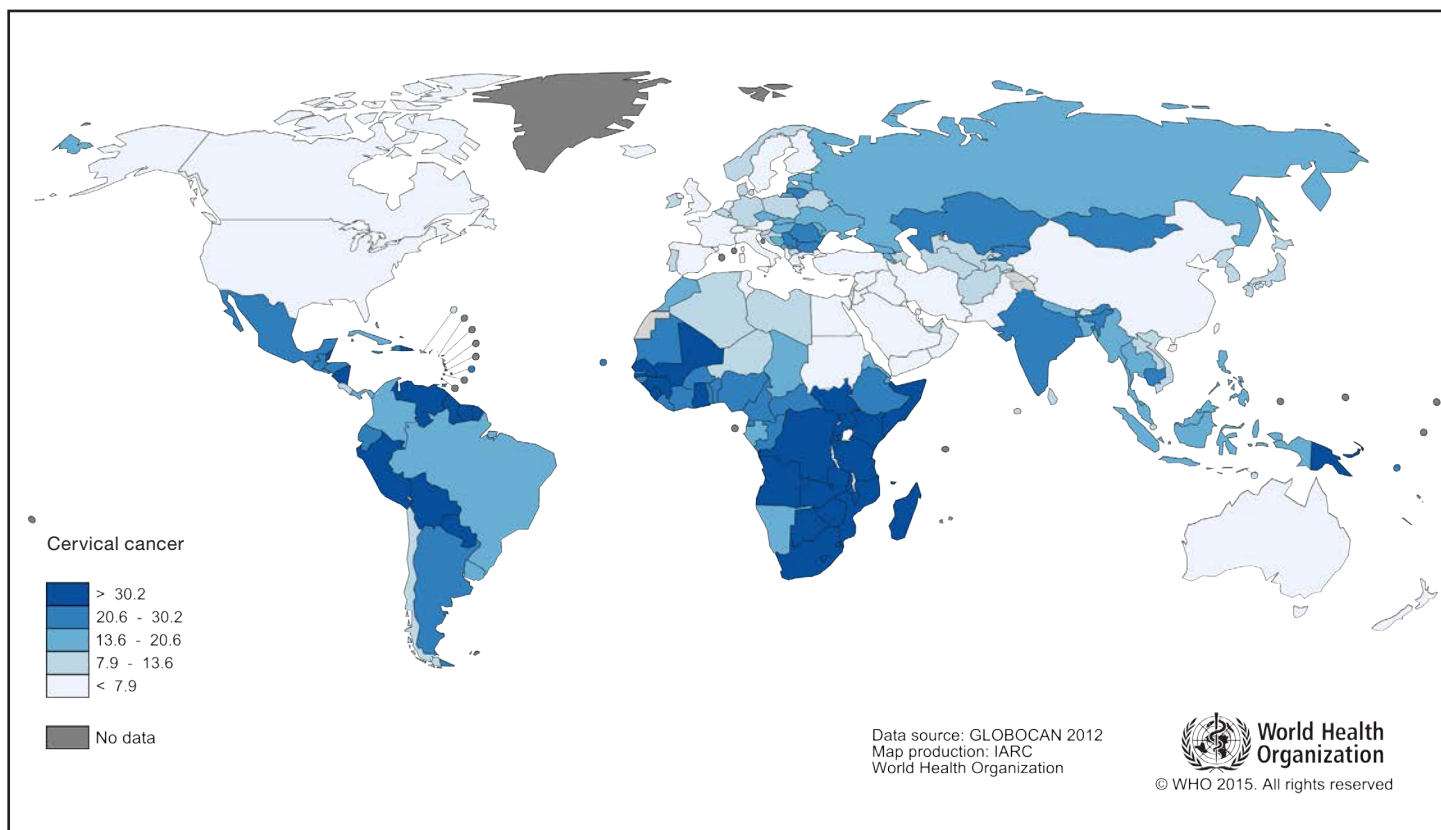 Cervical cancer
> 30.2
20.6 - 30.2
13.6 - 20.6
7.9 - 13.6
< 7.9
No data
Data source: GLOBOCAN 2012
Map production: IARC
World Health Organization
World Health
Organization
© WHO 2015. All rights reserved